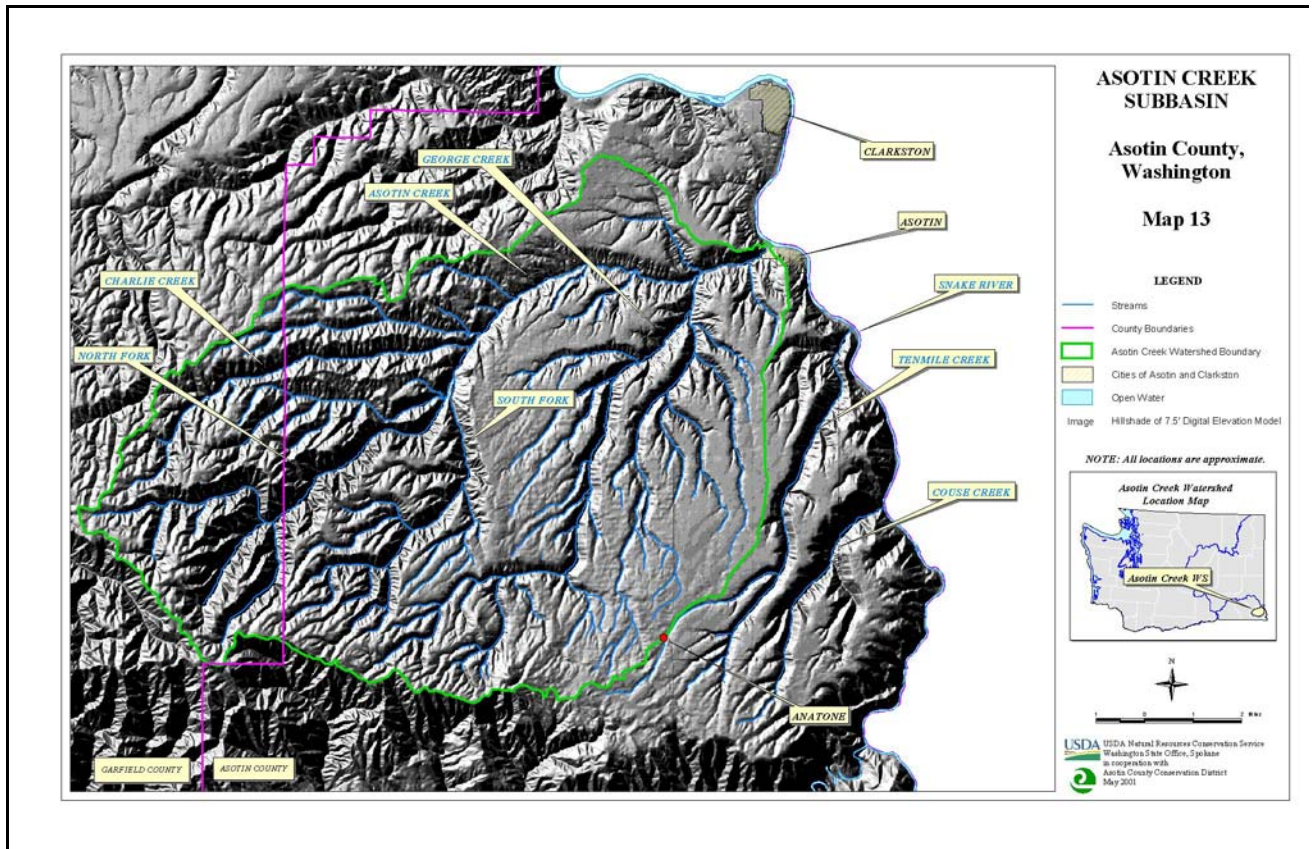 GEORGE CREEK
ASOTIN CREEK
CHARLIE CREEK
NORTH FORK
SOUTH FORK
CLARKSTON
ASOTIN
SNAKE RIVER
TENMILE CREEK
COUSE CREEK
ANATONE
GARFIELD COUNTY
ASOTIN COUNTY
ASOTIN CREEK
SUBBASIN
Asotin County,
Washington
Map 13
LEGEND
Streams
County Boundaries
Asotin Creek Watershed Boundary
Cities of Asotin and Clarkston
Open Water
Image Hillshade of 7.5' Digital Elevation Model
NOTE: All locations are approximate.
Asotin Creek Watershed
Location Map
Asotin Creek WS
N
1 0 1 2
USDA
USDA Natural Resources Conservation Service
Washington State Office, Spokane
in cooperation with
Asotin County Conservation District
May 2001